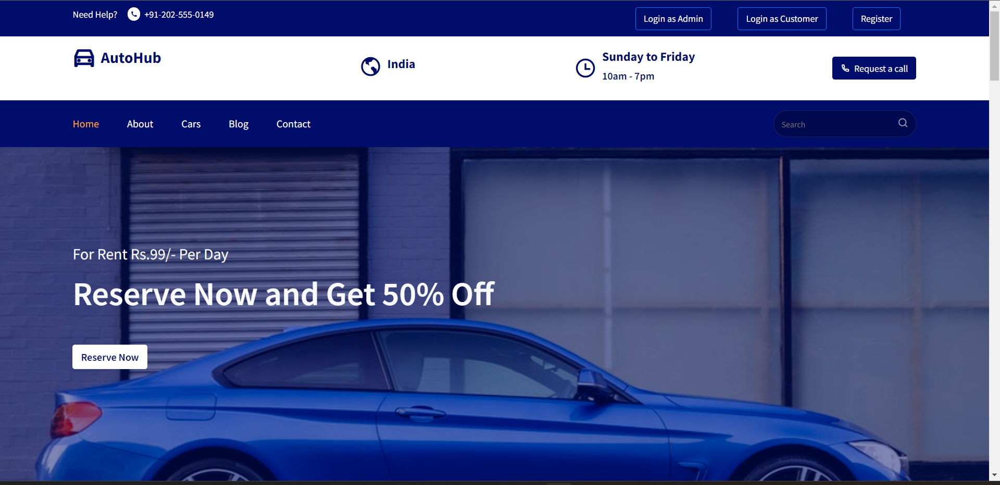 Need Help? +91-202-555-0149
Login as Admin
Login as Customer
Register
AutoHub
India
Sunday to Friday
10am - 7pm
Request a call
Home
About
Cars
Blog
Contact
Search
For Rent Rs.99/- Per Day
Reserve Now and Get 50% Off
Reserve Now